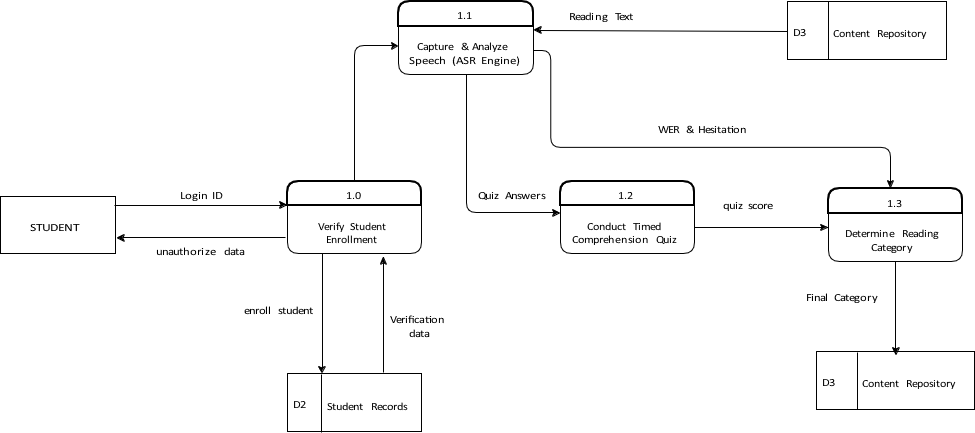 1.1
Capture & Analyze
Speech (ASR Engine)
Reading Text
D3
Content Repository
WER & Hesitation
Login ID
STUDENT
unauthorize data
1.0
Verify Student
Enrollment
Quiz Answers
1.2
Conduct Timed
Comprehension Quiz
quiz score
1.3
Determine Reading
Category
enroll student
Verification
data
Final Category
D2
Student Records
D3
Content Repository